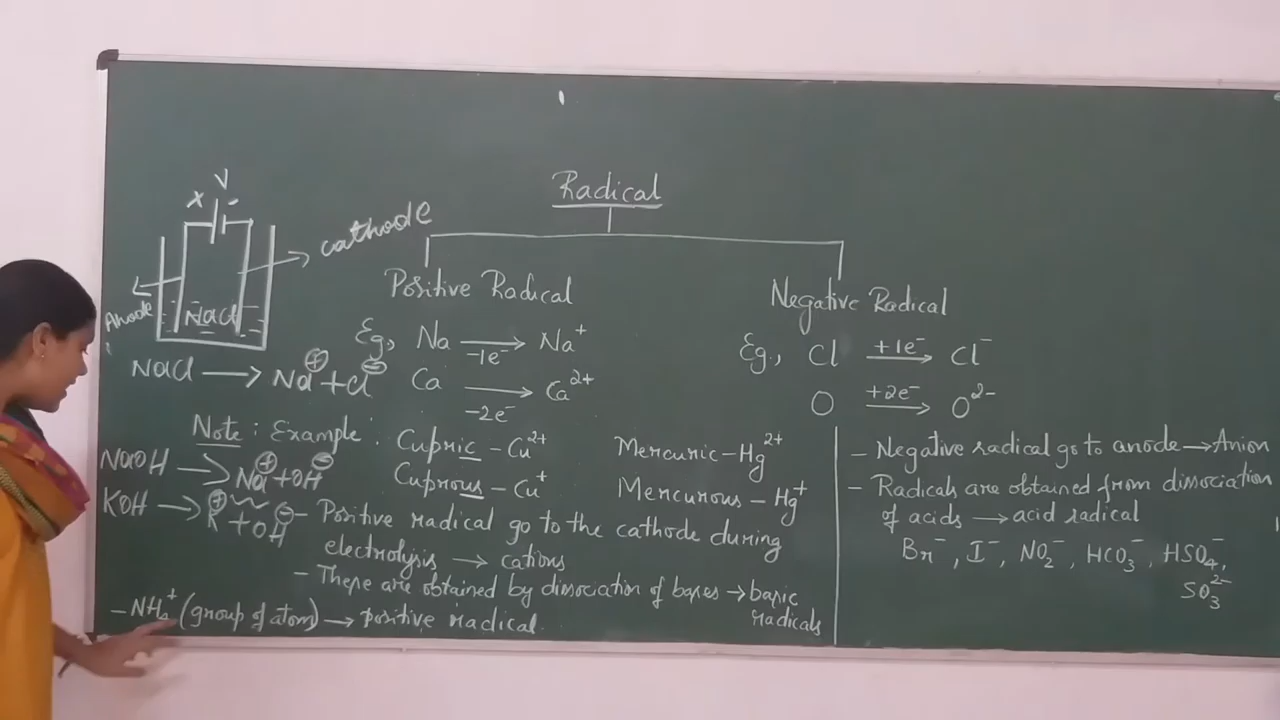 Radical
V
cathode
Anode
NaCl
NaCl → Na⊕ + Cl⊖
Positive Radical
Eg, Na —-1e⁻→ Na⁺
Ca —-2e⁻→ Ca²⁺
Negative Radical
Eg, Cl —+1e⁻→ Cl⁻
O —+2e⁻→ O²⁻
Note : Example : Cupric – Cu²⁺ Mercuric – Hg²⁺
Cuprous – Cu⁺ Mercurous – Hg⁺
NaOH → Na⊕ + OH⊖
KOH → K⊕ + OH⊖
– Positive radical go to the cathode during
electrolysis → cations
– There are obtained by dissociation of bases → basic
radicals
– NH₄⁺ (group of atom) → positive radical
– Negative radical go to anode → Anion
– Radicals are obtained from dissociation
of acids → acid radical
Br⁻, I⁻, NO₂⁻, HCO₃⁻, HSO₄⁻,
SO₃²⁻